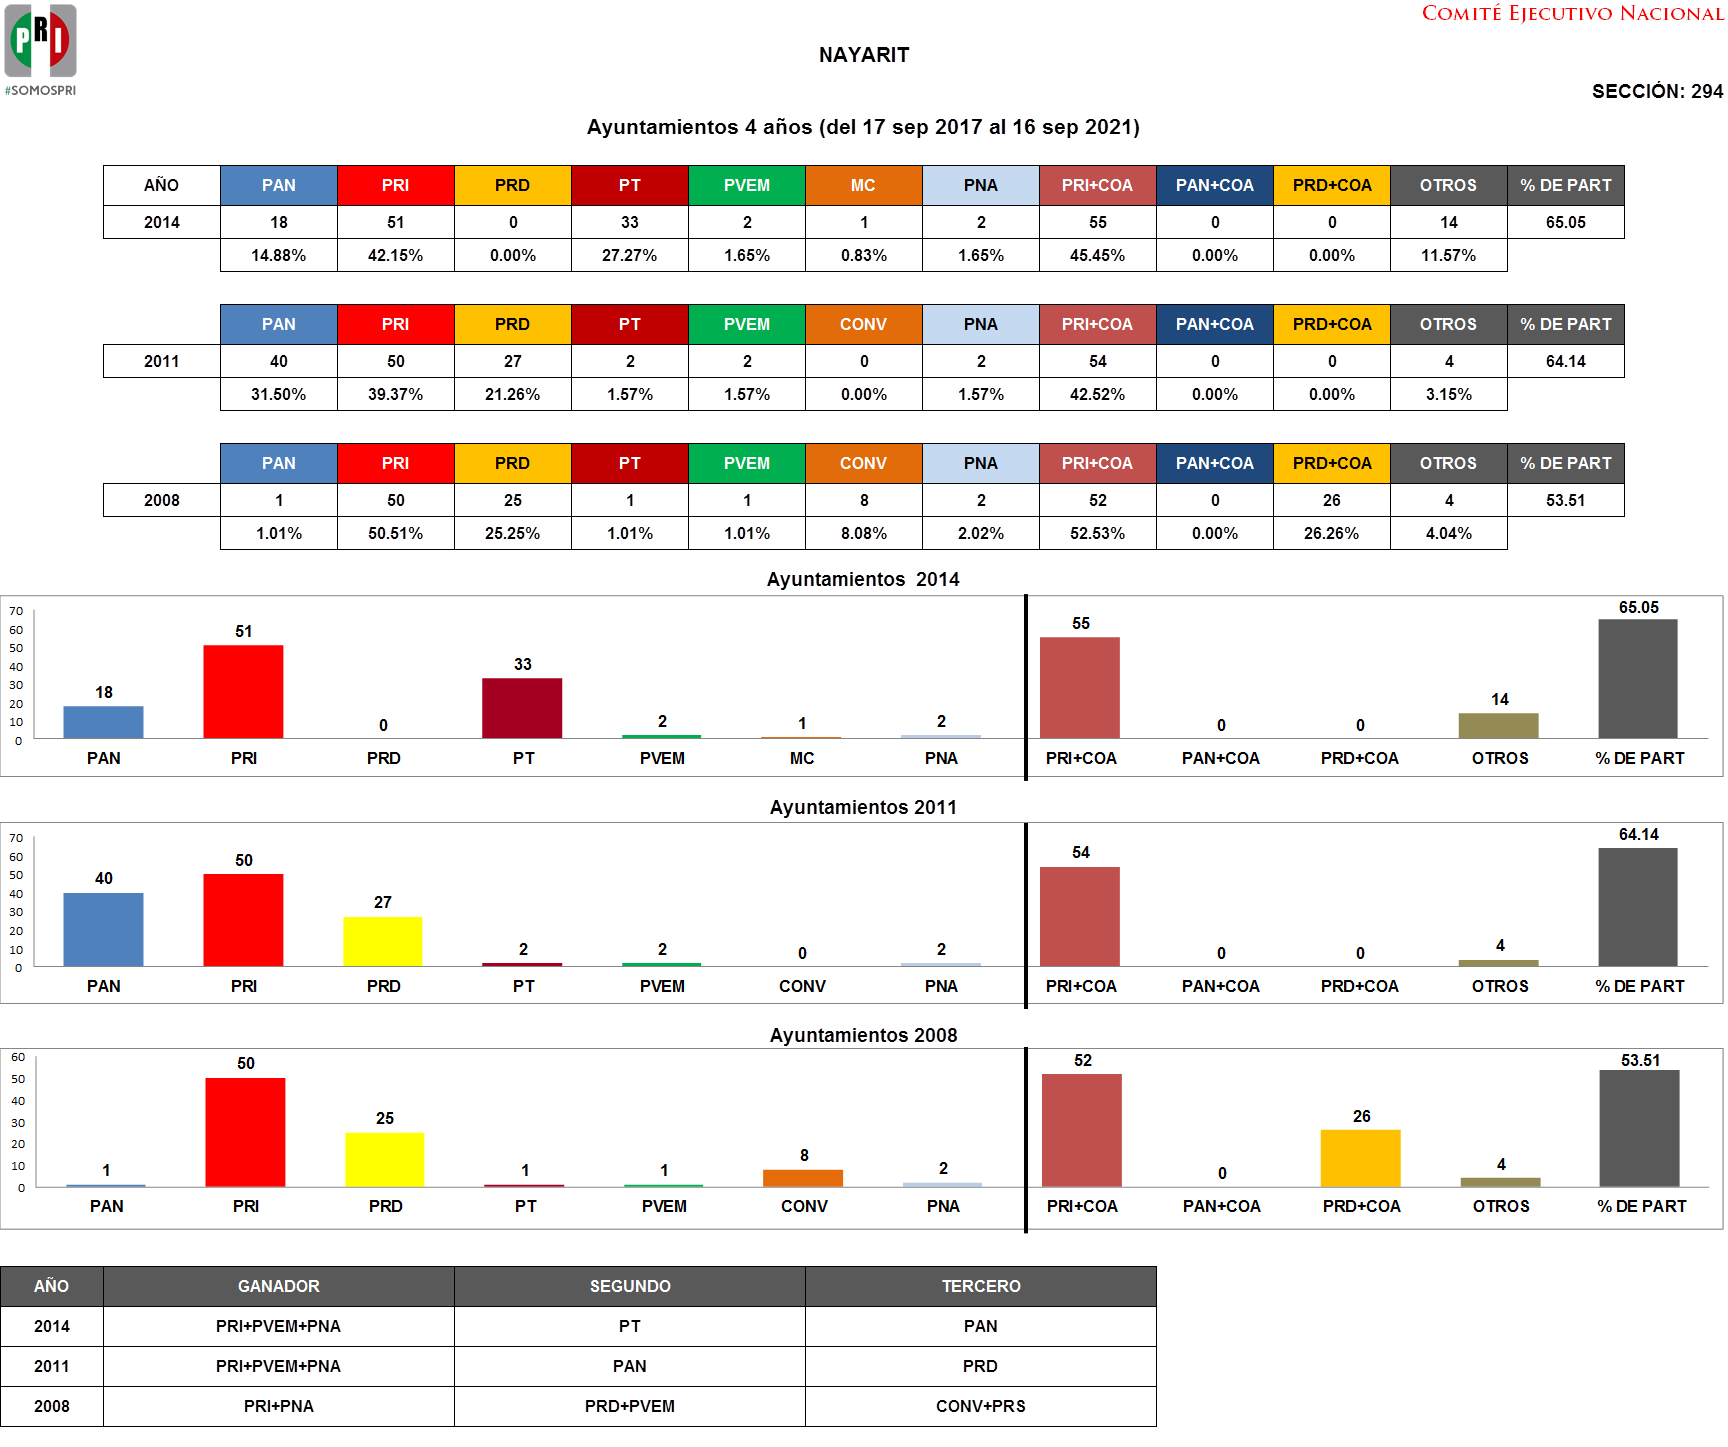 PRI
#SOMOSPRI
COMITÉ EJECUTIVO NACIONAL
NAYARIT
SECCIÓN: 294
Ayuntamientos 4 años (del 17 sep 2017 al 16 sep 2021)
AÑO PAN PRI PRD PT PVEM MC PNA PRI+COA PAN+COA PRD+COA OTROS % DE PART
2014 18 51 0 33 2 1 2 55 0 0 14 65.05
14.88% 42.15% 0.00% 27.27% 1.65% 0.83% 1.65% 45.45% 0.00% 0.00% 11.57%
PAN PRI PRD PT PVEM CONV PNA PRI+COA PAN+COA PRD+COA OTROS % DE PART
2011 40 50 27 2 2 0 2 54 0 0 4 64.14
31.50% 39.37% 21.26% 1.57% 1.57% 0.00% 1.57% 42.52% 0.00% 0.00% 3.15%
PAN PRI PRD PT PVEM CONV PNA PRI+COA PAN+COA PRD+COA OTROS % DE PART
2008 1 50 25 1 1 8 2 52 0 26 4 53.51
1.01% 50.51% 25.25% 1.01% 1.01% 8.08% 2.02% 52.53% 0.00% 26.26% 4.04%
Ayuntamientos 2014
70
60
50
40
30
20
10
0
18 51 0 33 2 1 2 55 0 0 14 65.05
PAN PRI PRD PT PVEM MC PNA PRI+COA PAN+COA PRD+COA OTROS % DE PART
Ayuntamientos 2011
70
60
50
40
30
20
10
0
40 50 27 2 2 0 2 54 0 0 4 64.14
PAN PRI PRD PT PVEM CONV PNA PRI+COA PAN+COA PRD+COA OTROS % DE PART
Ayuntamientos 2008
60
50
40
30
20
10
0
1 50 25 1 1 8 2 52 0 26 4 53.51
PAN PRI PRD PT PVEM CONV PNA PRI+COA PAN+COA PRD+COA OTROS % DE PART
AÑO GANADOR SEGUNDO TERCERO
2014 PRI+PVEM+PNA PT PAN
2011 PRI+PVEM+PNA PAN PRD
2008 PRI+PNA PRD+PVEM CONV+PRS